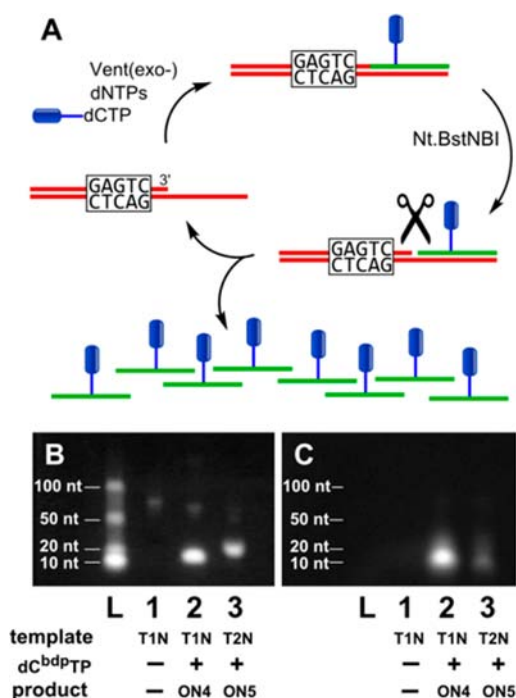 A
Vent(exo-)
dNTPs
dCTP
GAGTC
CTCAG
Nt.BstNBI
GAGTC 3'
CTCAG
GAGTC
CTCAG
B
100 nt
50 nt
20 nt
10 nt
C
100 nt
50 nt
20 nt
10 nt
L 1 2 3 L 1 2 3
template T1N T1N T2N T1N T1N T2N
dC^bdpTP – + + – + +
product – ON4 ON5 – ON4 ON5